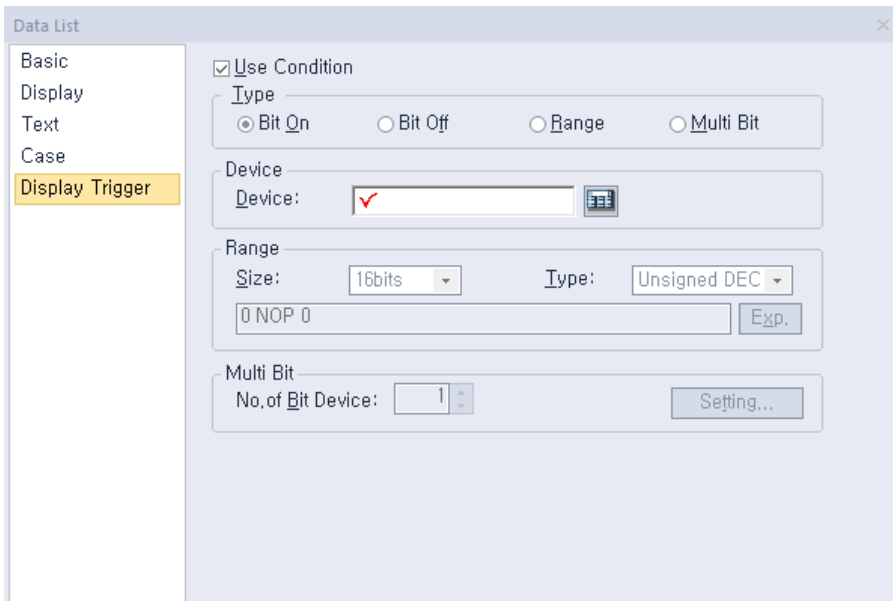 Data List
Basic
Display
Text
Case
Display Trigger
Use Condition
Type
Bit On Bit Off Range Multi Bit
Device
Device:
Range
Size: 16bits Type: Unsigned DEC
0 NOP 0 Exp.
Multi Bit
No.of Bit Device: 1 Setting...